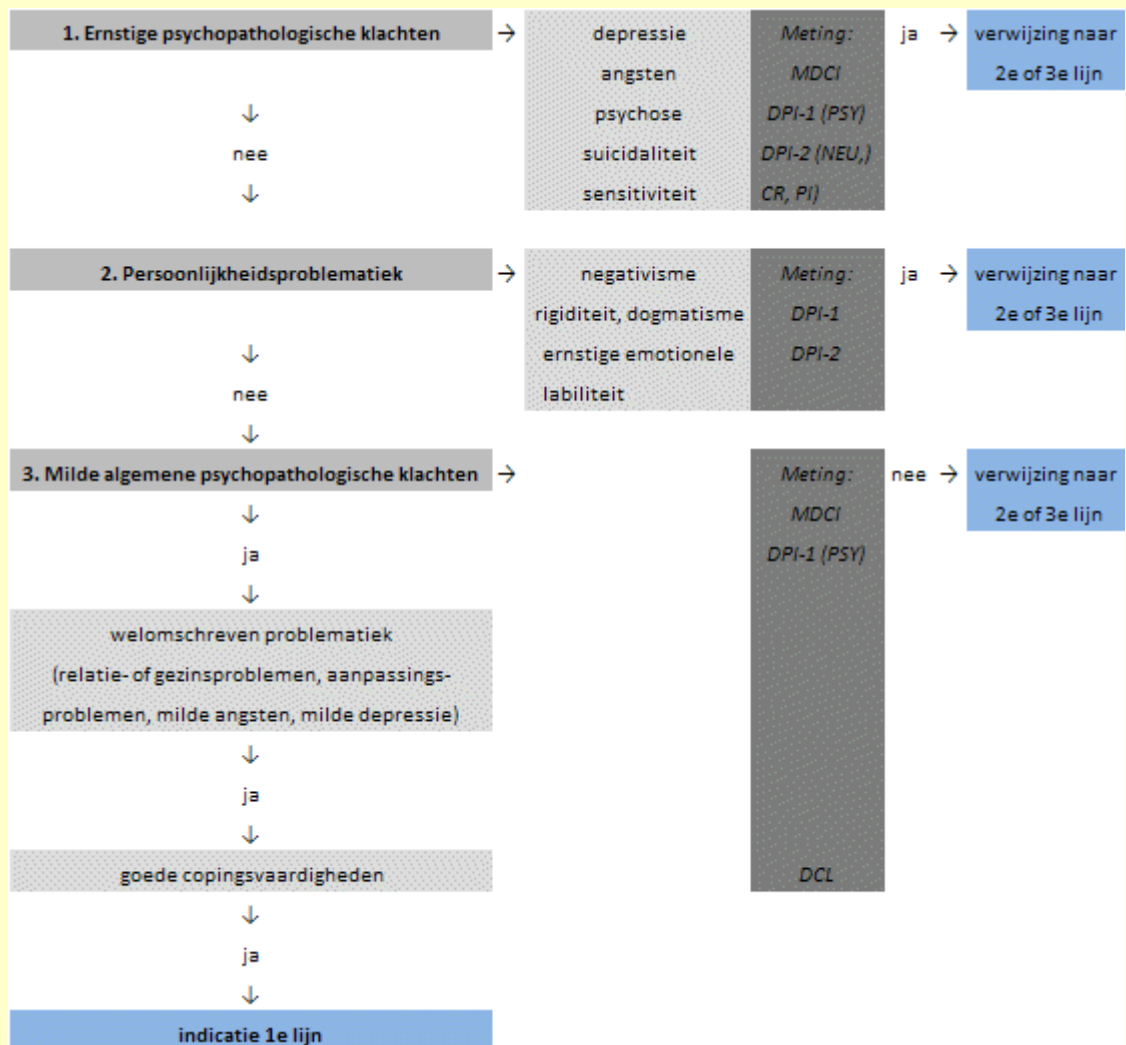 1. Ernstige psychopathologische klachten → depressie Meting: ja → verwijzing naar
angsten MDCI 2e of 3e lijn
↓ psychose DPI-1 (PSY)
nee suicidaliteit DPI-2 (NEU,)
↓ sensitiviteit CR, PI)
2. Persoonlijkheidsproblematiek → negativisme Meting: ja → verwijzing naar
rigiditeit, dogmatisme DPI-1 2e of 3e lijn
↓ ernstige emotionele DPI-2
nee labiliteit
↓
3. Milde algemene psychopathologische klachten → Meting: nee → verwijzing naar
↓ MDCI 2e of 3e lijn
ja DPI-1 (PSY)
↓
welomschreven problematiek
(relatie- of gezinsproblemen, aanpassings-
problemen, milde angsten, milde depressie)
↓
ja
↓
goede copingsvaardigheden DCL
↓
ja
↓
indicatie 1e lijn